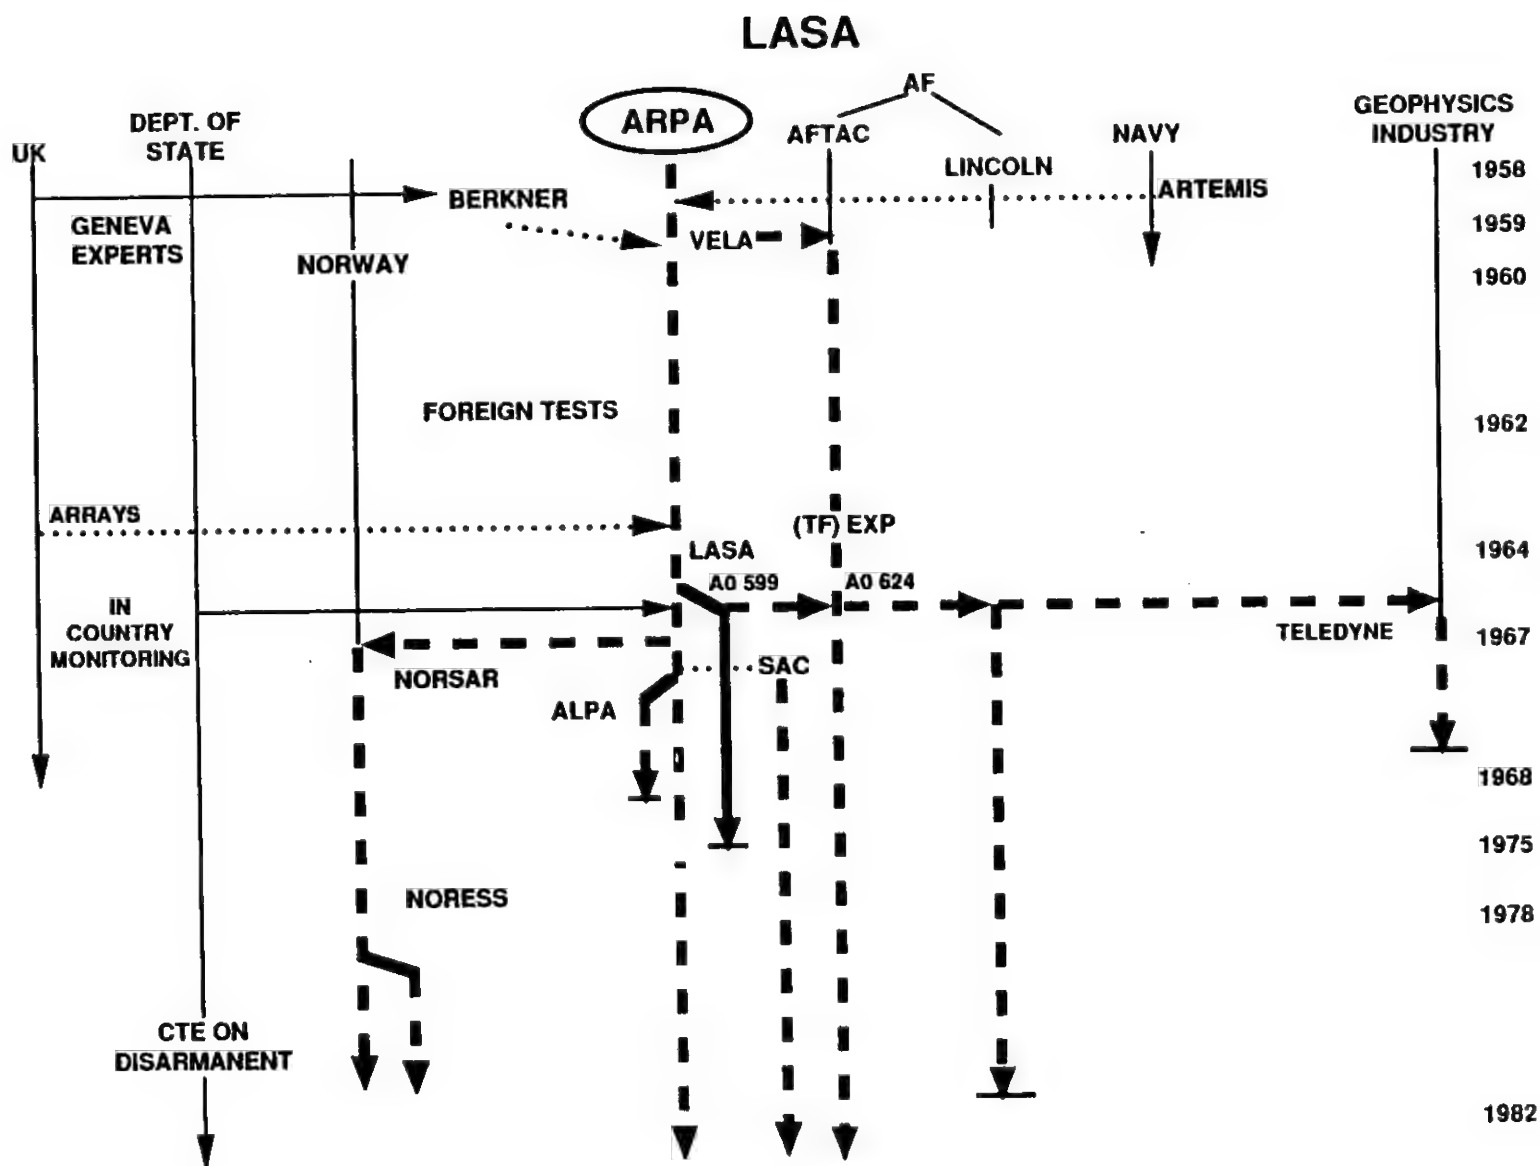 LASA
AF
ARPA
AFTAC
LINCOLN
NAVY
GEOPHYSICS
INDUSTRY
UK
DEPT. OF
STATE
1958
BERKNER
ARTEMIS
GENEVA
EXPERTS
VELA
1959
NORWAY
1960
FOREIGN TESTS
1962
ARRAYS
(TF) EXP
LASA
1964
AO 599
AO 624
IN
COUNTRY
MONITORING
TELEDYNE
1967
NORSAR
SAC
ALPA
1968
1975
NORESS
1978
CTE ON
DISARMANENT
1982